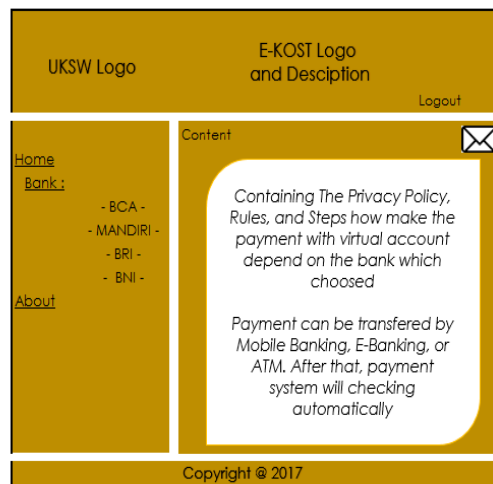 UKSW Logo
E-KOST Logo
and Desciption
Logout
Home
Bank :
- BCA -
- MANDIRI -
- BRI -
- BNI -
About
Content
Containing The Privacy Policy,
Rules, and Steps how make the
payment with virtual account
depend on the bank which
choosed
Payment can be transfered by
Mobile Banking, E-Banking, or
ATM. After that, payment
system will checking
automatically
Copyright @ 2017